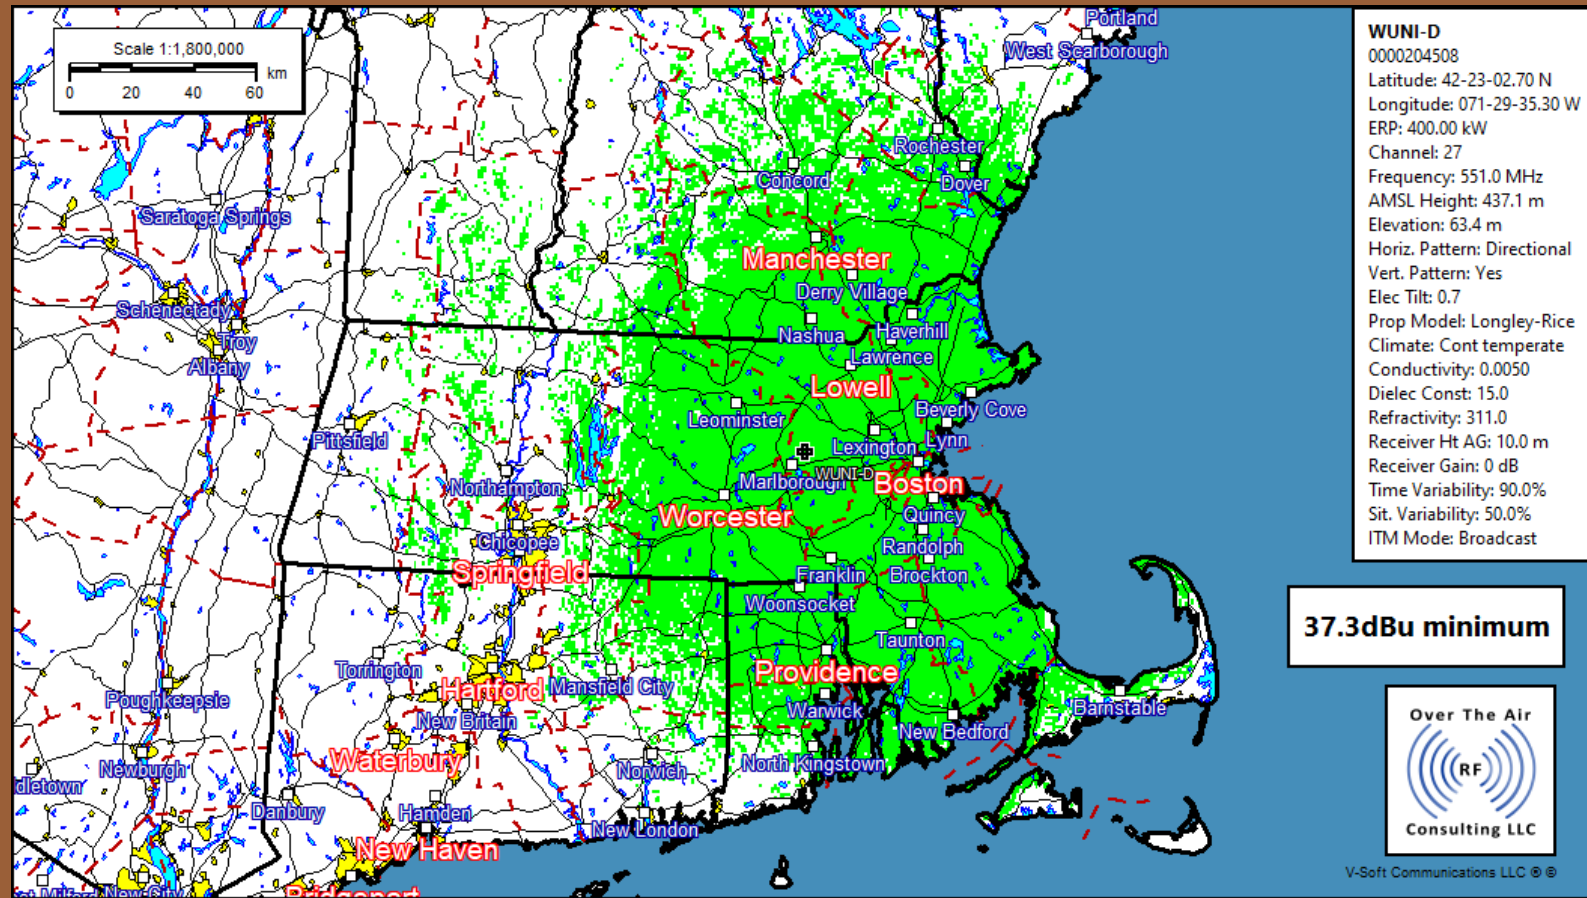 Scale 1:1,800,000
km
0 20 40 60
Portland
West Scarborough
Rochester
Concord
Dover
Saratoga Springs
Manchester
Derry Village
Schenectady
Troy
Albany
Nashua
Haverhill
Lawrence
Lowell
Leominster
Beverly Cove
Pittsfield
Lexington
Lynn
WUNI-D
Marlborough
Boston
Northampton
Worcester
Quincy
Chicopee
Randolph
Springfield
Franklin
Brockton
Woonsocket
Taunton
Torrington
Providence
Hartford
Mansfield City
Poughkeepsie
New Britain
Warwick
Barnstable
New Bedford
Waterbury
Newburgh
Norwich
North Kingstown
dletown
Danbury
Hamden
New London
New Haven
New City
Bridgeport
WUNI-D
0000204508
Latitude: 42-23-02.70 N
Longitude: 071-29-35.30 W
ERP: 400.00 kW
Channel: 27
Frequency: 551.0 MHz
AMSL Height: 437.1 m
Elevation: 63.4 m
Horiz. Pattern: Directional
Vert. Pattern: Yes
Elec Tilt: 0.7
Prop Model: Longley-Rice
Climate: Cont temperate
Conductivity: 0.0050
Dielec Const: 15.0
Refractivity: 311.0
Receiver Ht AG: 10.0 m
Receiver Gain: 0 dB
Time Variability: 90.0%
Sit. Variability: 50.0%
ITM Mode: Broadcast
37.3dBu minimum
Over The Air
RF
Consulting LLC
V-Soft Communications LLC ® ©